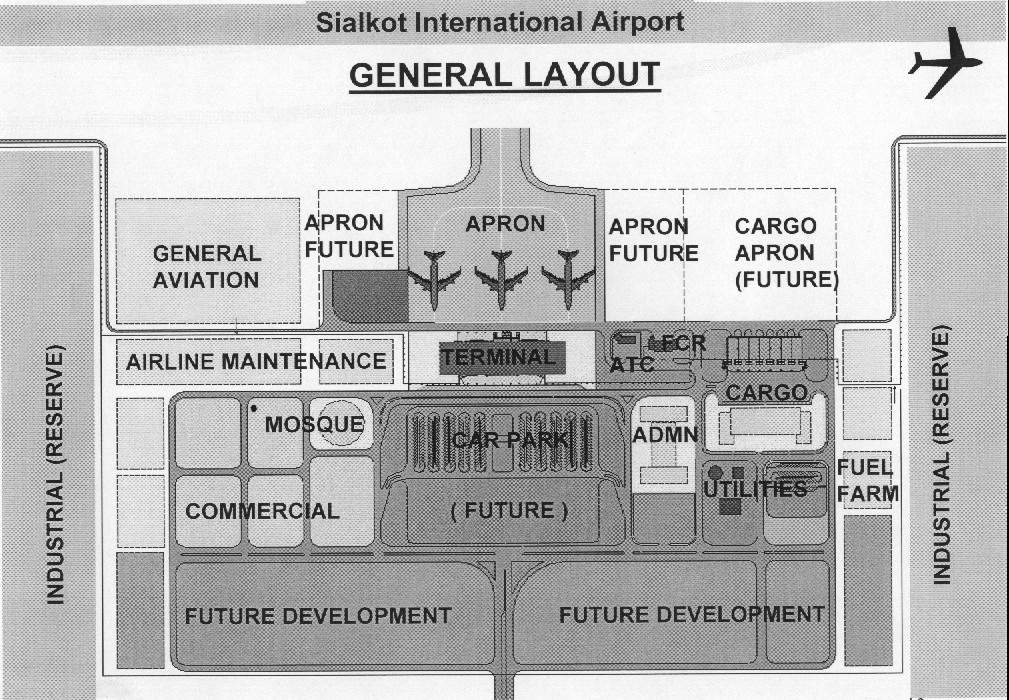 Sialkot International Airport
GENERAL LAYOUT
APRON
FUTURE
APRON
APRON
FUTURE
CARGO
APRON
(FUTURE)
GENERAL
AVIATION
AIRLINE MAINTENANCE
TERMINAL
FCR
ATC
CARGO
MOSQUE
CAR PARK
ADMN
FUEL
FARM
UTILITIES
COMMERCIAL
( FUTURE )
INDUSTRIAL (RESERVE)
INDUSTRIAL (RESERVE)
FUTURE DEVELOPMENT
FUTURE DEVELOPMENT